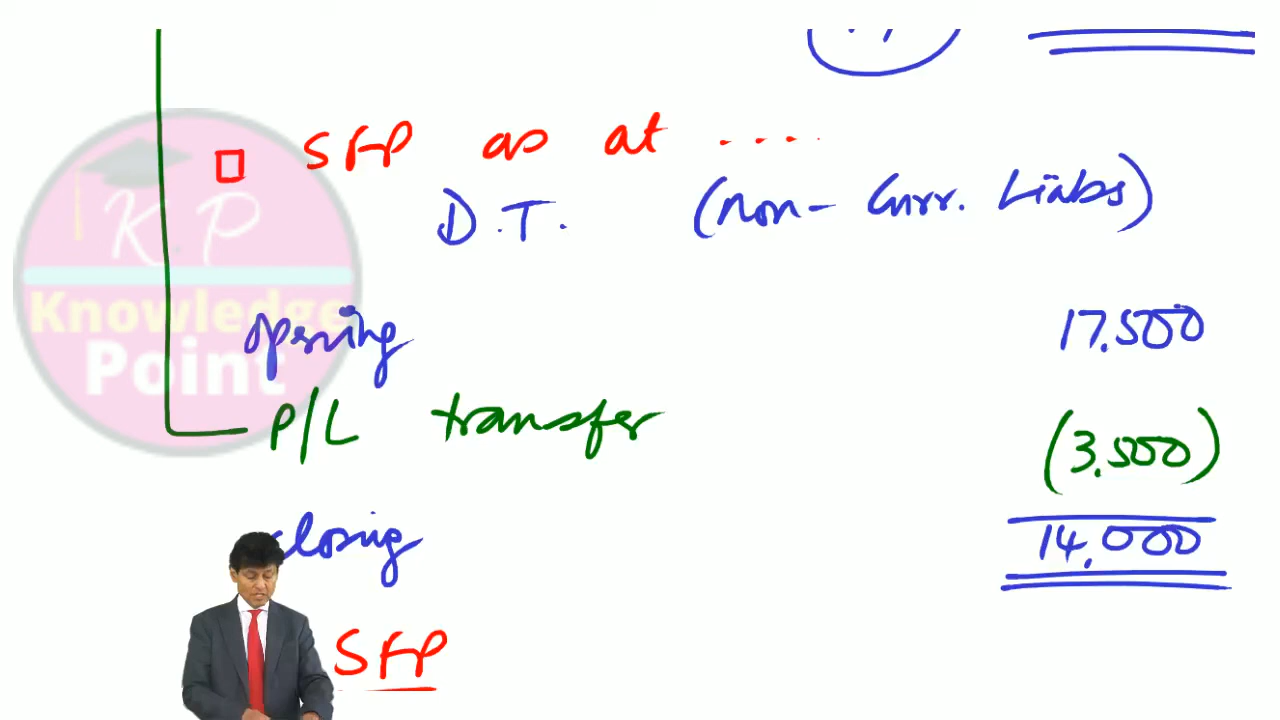 SFP as at ....
D.T. (non-Curr. Liabs)
K.P
Knowledge
Point
opening 17.500
P/L transfer (3.500)
closing 14.000
SFP